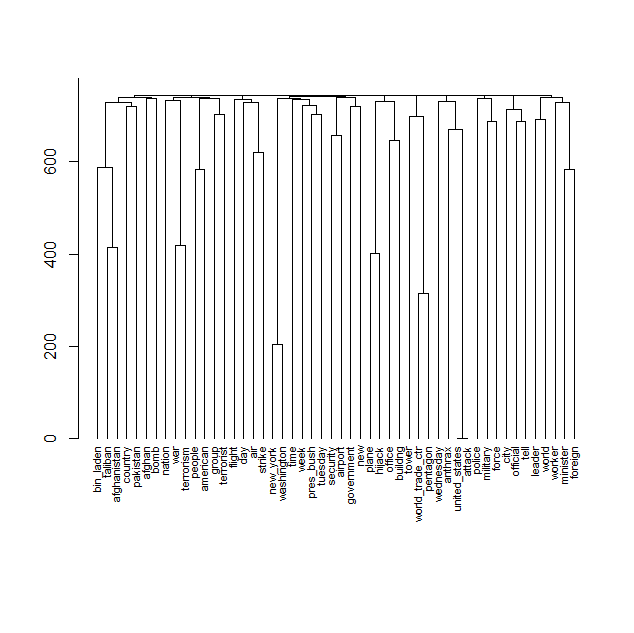 600
400
200
0
bin_laden
taliban
afghanistan
country
pakistan
afghan
bomb
nation
war
terrorism
people
american
group
terrorist
flight
day
air
strike
new_york
washington
time
week
pres_bush
tuesday
security
airport
government
new
plane
hijack
office
buildng
tower
world_trade_ctr
pentagon
wednesday
anthrax
united_states
attack
police
military
force
city
official
tell
leader
world
worker
minister
foreign